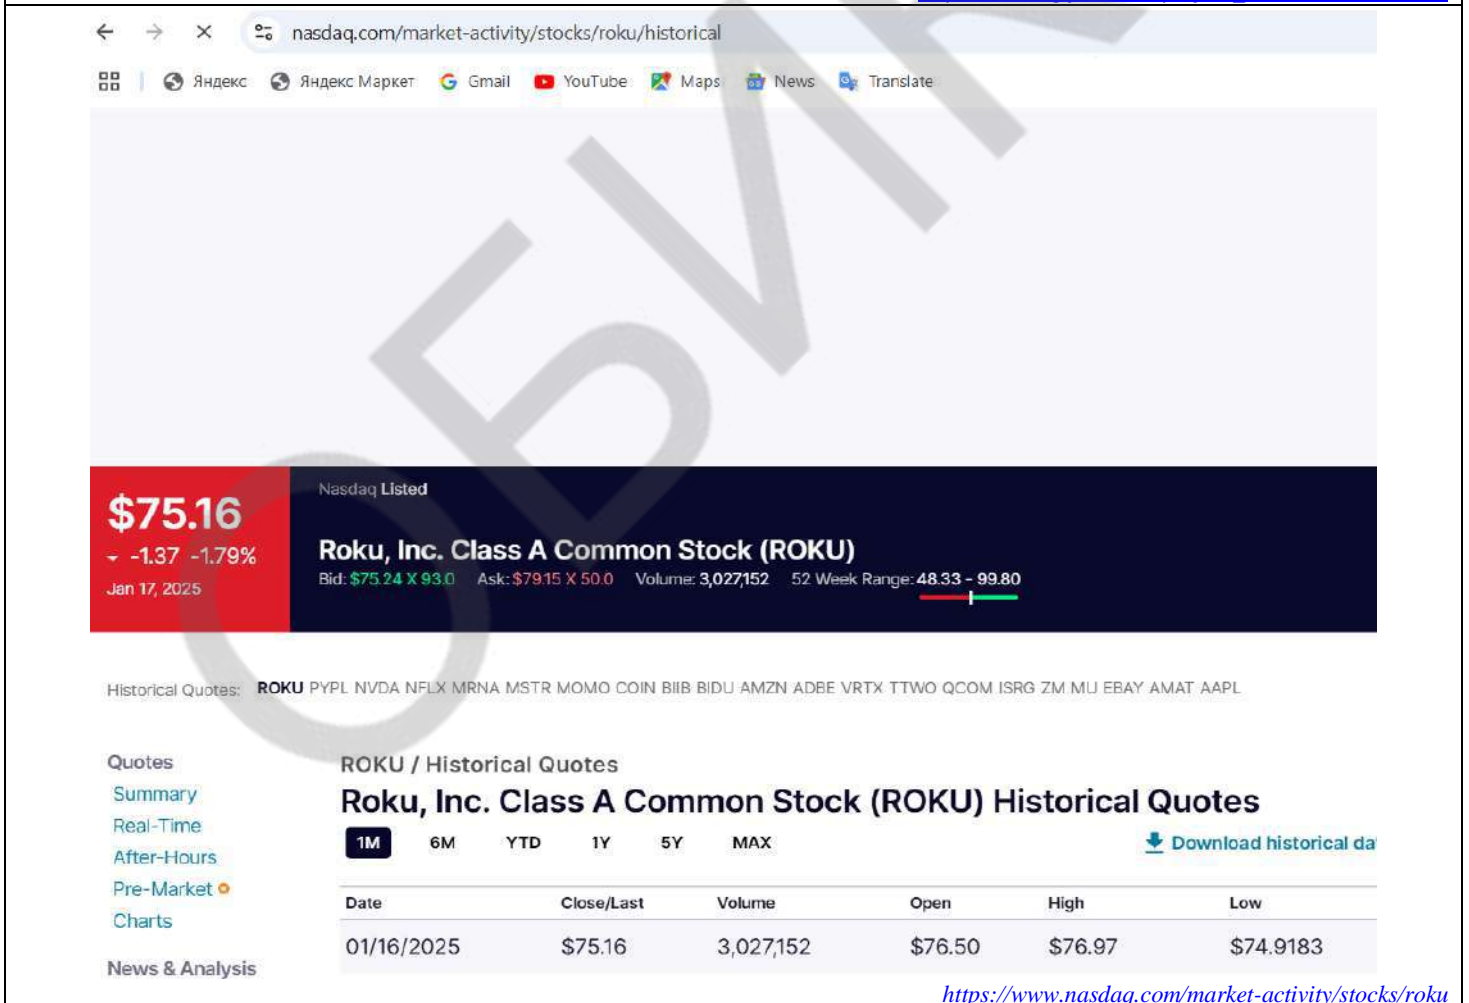 nasdaq.com/market-activity/stocks/roku/historical
Яндекс Яндекс Маркет Gmail YouTube Maps News Translate
ОБИ
$75.16
-1.37 -1.79%
Jan 17, 2025
Nasdaq Listed
Roku, Inc. Class A Common Stock (ROKU)
Bid: $75.24 X 93.0 Ask: $79.15 X 50.0 Volume: 3,027,152 52 Week Range: 48.33 - 99.80
Historical Quotes: ROKU PYPL NVDA NFLX MRNA MSTR MOMO COIN BIIB BIDU AMZN ADBE VRTX TTWO QCOM ISRG ZM MU EBAY AMAT AAPL
Quotes
Summary
Real-Time
After-Hours
Pre-Market
Charts
News & Analysis
ROKU / Historical Quotes
Roku, Inc. Class A Common Stock (ROKU) Historical Quotes
1M 6M YTD 1Y 5Y MAX
Download historical da
Date Close/Last Volume Open High Low
01/16/2025 $75.16 3,027,152 $76.50 $76.97 $74.9183
https://www.nasdaq.com/market-activity/stocks/roku